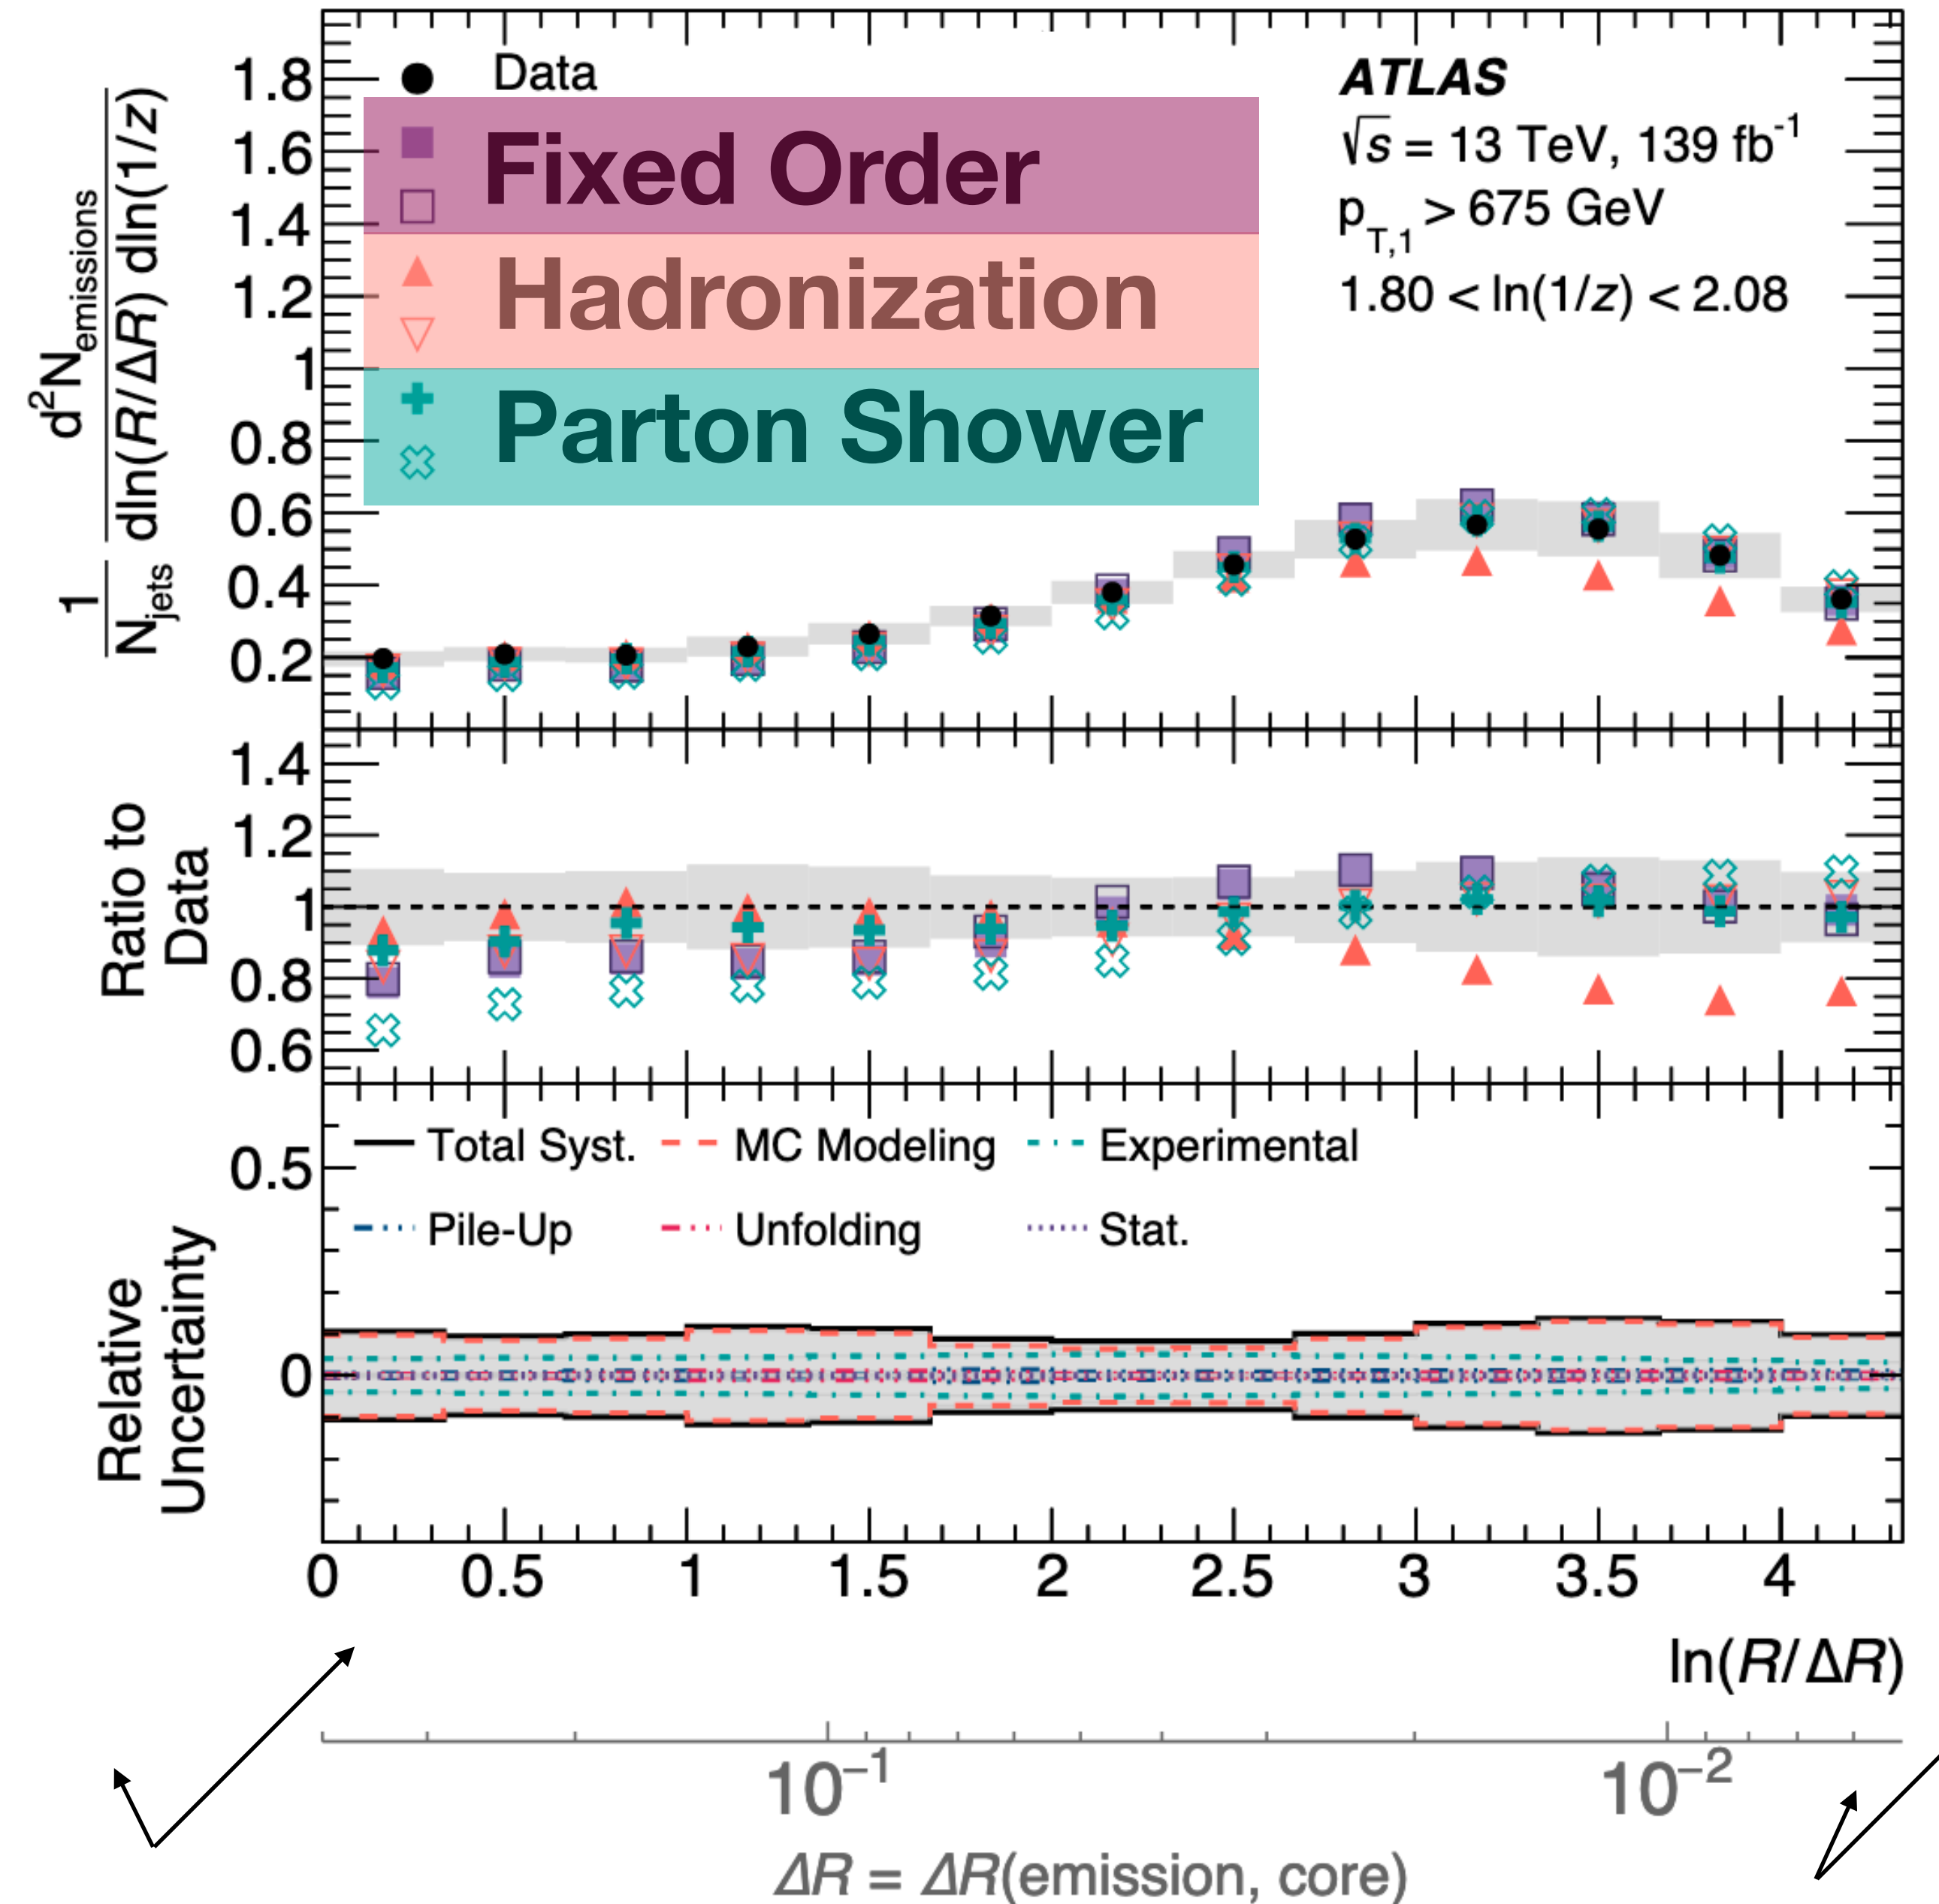 1/N_jets d²N_emissions / dln(R/ΔR) dln(1/z)
1.8
1.6
1.4
1.2
1
0.8
0.6
0.4
0.2
Data
Fixed Order
Hadronization
Parton Shower
ATLAS
√s = 13 TeV, 139 fb⁻¹
p_T,1 > 675 GeV
1.80 < ln(1/z) < 2.08
Ratio to
Data
1.4
1.2
1
0.8
0.6
Relative
Uncertainty
0.5
0
Total Syst. MC Modeling Experimental
Pile-Up Unfolding Stat.
0 0.5 1 1.5 2 2.5 3 3.5 4
ln(R/ΔR)
10⁻¹ 10⁻²
ΔR = ΔR(emission, core)